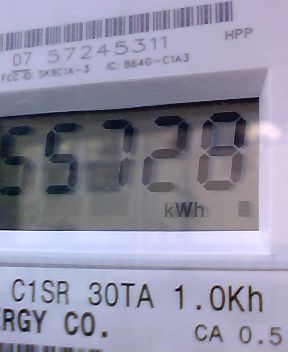 HPP
07 57245311
FCC ID: SK9C1A-3 IC: 864G-C1A3
55728
kWh
C1SR 30TA 1.0Kh
RGY CO.
CA 0.5